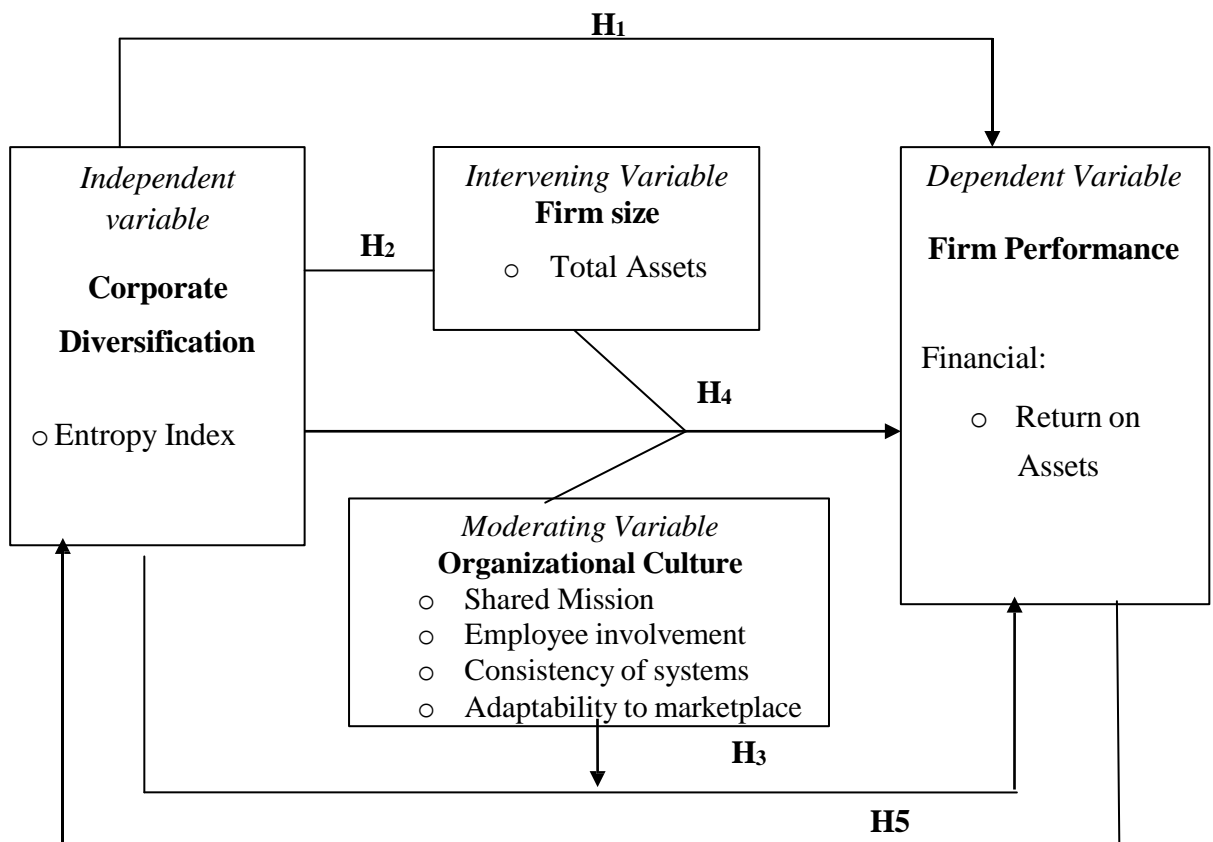 H1
Independent
variable
Corporate
Diversification
○ Entropy Index
H2
Intervening Variable
Firm size
○ Total Assets
Dependent Variable
Firm Performance
Financial:
○ Return on
Assets
H4
Moderating Variable
Organizational Culture
○ Shared Mission
○ Employee involvement
○ Consistency of systems
○ Adaptability to marketplace
H3
H5